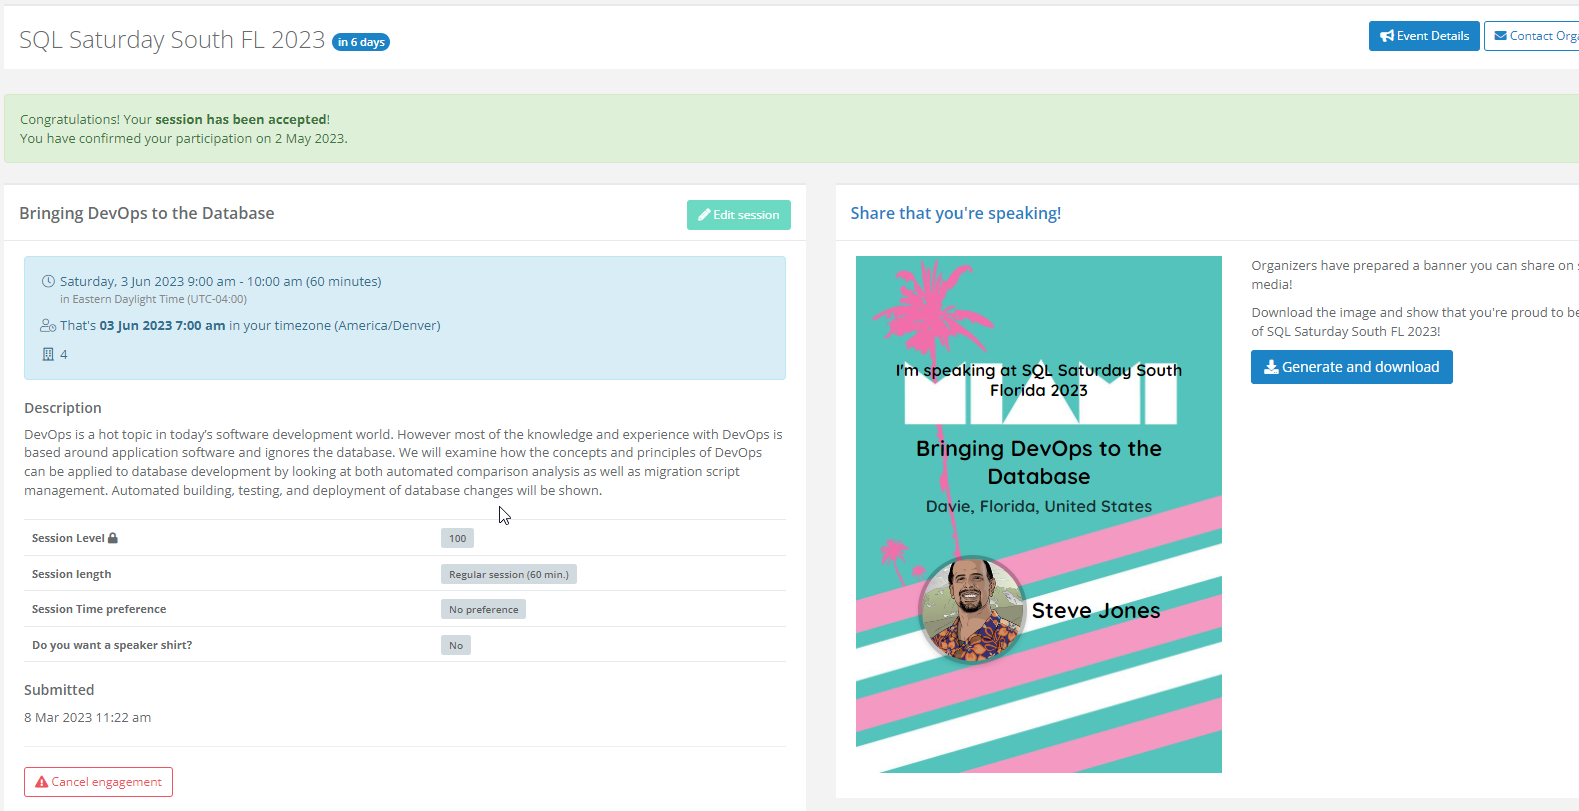 SQL Saturday South FL 2023 in 6 days
Event Details
Contact Orga
Congratulations! Your session has been accepted!
You have confirmed your participation on 2 May 2023.
Bringing DevOps to the Database
Edit session
Saturday, 3 Jun 2023 9:00 am - 10:00 am (60 minutes)
in Eastern Daylight Time (UTC-04:00)
That's 03 Jun 2023 7:00 am in your timezone (America/Denver)
4
Description
DevOps is a hot topic in today's software development world. However most of the knowledge and experience with DevOps is
based around application software and ignores the database. We will examine how the concepts and principles of DevOps
can be applied to database development by looking at both automated comparison analysis as well as migration script
management. Automated building, testing, and deployment of database changes will be shown.
Session Level 100
Session length Regular session (60 min.)
Session Time preference No preference
Do you want a speaker shirt? No
Submitted
8 Mar 2023 11:22 am
Cancel engagement
Share that you're speaking!
MIAMI
I'm speaking at SQL Saturday South
Florida 2023
Bringing DevOps to the
Database
Davie, Florida, United States
Steve Jones
Organizers have prepared a banner you can share on
media!
Download the image and show that you're proud to be
of SQL Saturday South FL 2023!
Generate and download